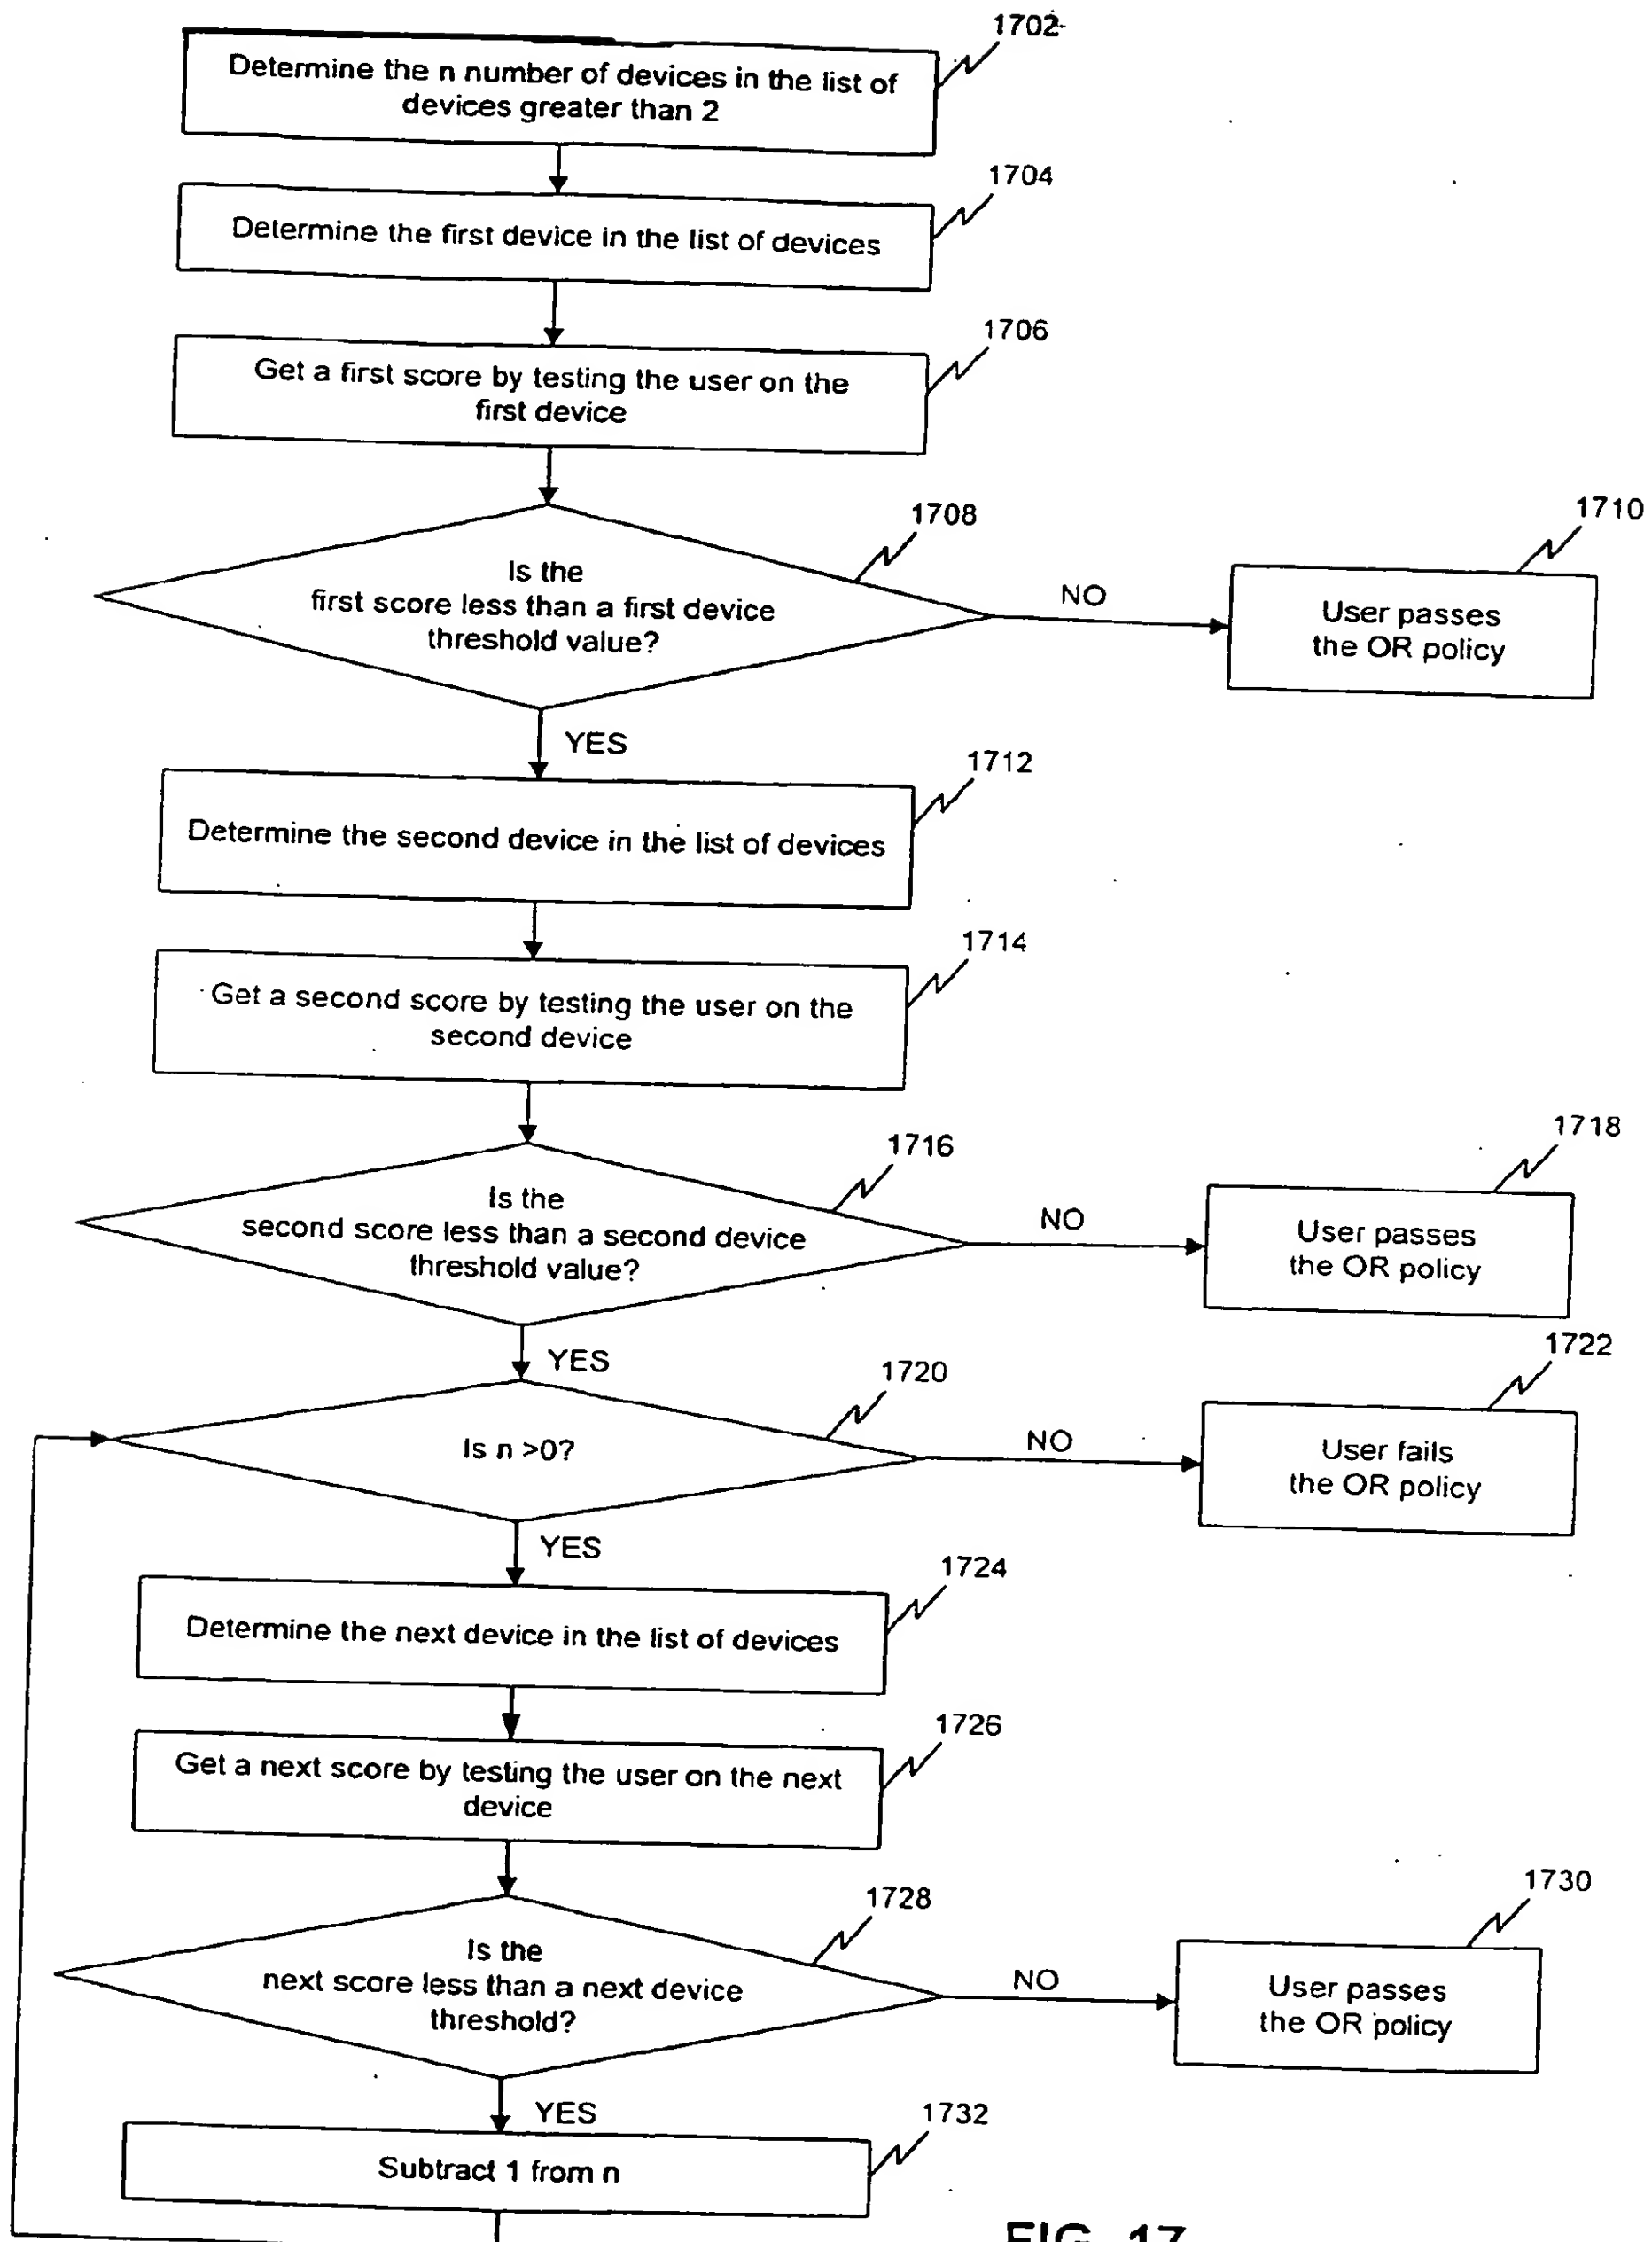 1702
Determine the n number of devices in the list of
devices greater than 2
1704
Determine the first device in the list of devices
1706
Get a first score by testing the user on the
first device
1708
Is the
first score less than a first device
threshold value?
NO
1710
User passes
the OR policy
YES
1712
Determine the second device in the list of devices
1714
Get a second score by testing the user on the
second device
1716
Is the
second score less than a second device
threshold value?
NO
1718
User passes
the OR policy
YES
1720
Is n >0?
NO
1722
User fails
the OR policy
YES
1724
Determine the next device in the list of devices
1726
Get a next score by testing the user on the next
device
1728
Is the
next score less than a next device
threshold?
NO
1730
User passes
the OR policy
YES
1732
Subtract 1 from n
FIG. 17